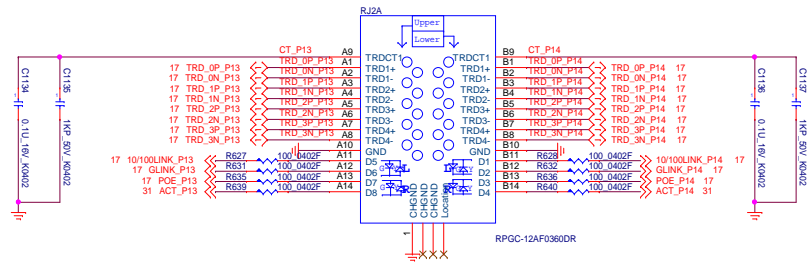 RJ2A
Upper
Lower
CT_P13 A9 TRDCT1 TRDCT1 B9 CT_P14
17 TRD_0P_P13 TRD_0P_P13 A1 TRD1+ TRD1+ B1 TRD_0P_P14 TRD_0P_P14 17
17 TRD_0N_P13 TRD_0N_P13 A2 TRD1- TRD1- B2 TRD_0N_P14 TRD_0N_P14 17
17 TRD_1P_P13 TRD_1P_P13 A3 TRD2+ TRD2+ B3 TRD_1P_P14 TRD_1P_P14 17
17 TRD_1N_P13 TRD_1N_P13 A4 TRD2- TRD2- B4 TRD_1N_P14 TRD_1N_P14 17
17 TRD_2P_P13 TRD_2P_P13 A5 TRD3+ TRD3+ B5 TRD_2P_P14 TRD_2P_P14 17
17 TRD_2N_P13 TRD_2N_P13 A6 TRD3- TRD3- B6 TRD_2N_P14 TRD_2N_P14 17
17 TRD_3P_P13 TRD_3P_P13 A7 TRD4+ TRD4+ B7 TRD_3P_P14 TRD_3P_P14 17
17 TRD_3N_P13 TRD_3N_P13 A8 TRD4- TRD4- B8 TRD_3N_P14 TRD_3N_P14 17
A10 GND GND B10
17 10/100LINK_P13 R627 100_0402F A11 D5 D1 B11 R628 100_0402F 10/100LINK_P14 17
17 GLINK_P13 R631 100_0402F A12 D6 D2 B12 R632 100_0402F GLINK_P14 17
17 POE_P13 R635 100_0402F A13 D7 D3 B13 R636 100_0402F POE_P14 17
31 ACT_P13 R639 100_0402F A14 D8 D4 B14 R640 100_0402F ACT_P14 31
C1134 0.1U_16V_K0402
C1135 1KP_50V_K0402
C1136 1KP_50V_K0402
C1137 0.1U_16V_K0402
CHGND
CHGND
CHGND
Location
1
RPGC-12AF0360DR